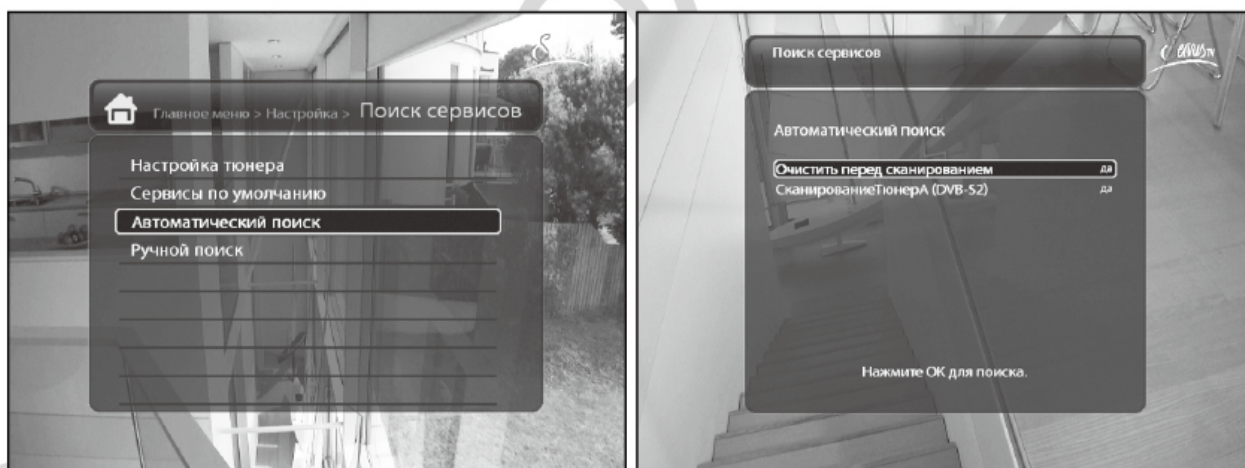 Главное меню > Настройка > Поиск сервисов
Настройка тюнера
Сервисы по умолчанию
Автоматический поиск
Ручной поиск
Поиск сервисов
Автоматический поиск
Очистить перед сканированием да
СканированиеТюнерА (DVB-S2) да
Нажмите ОК для поиска.